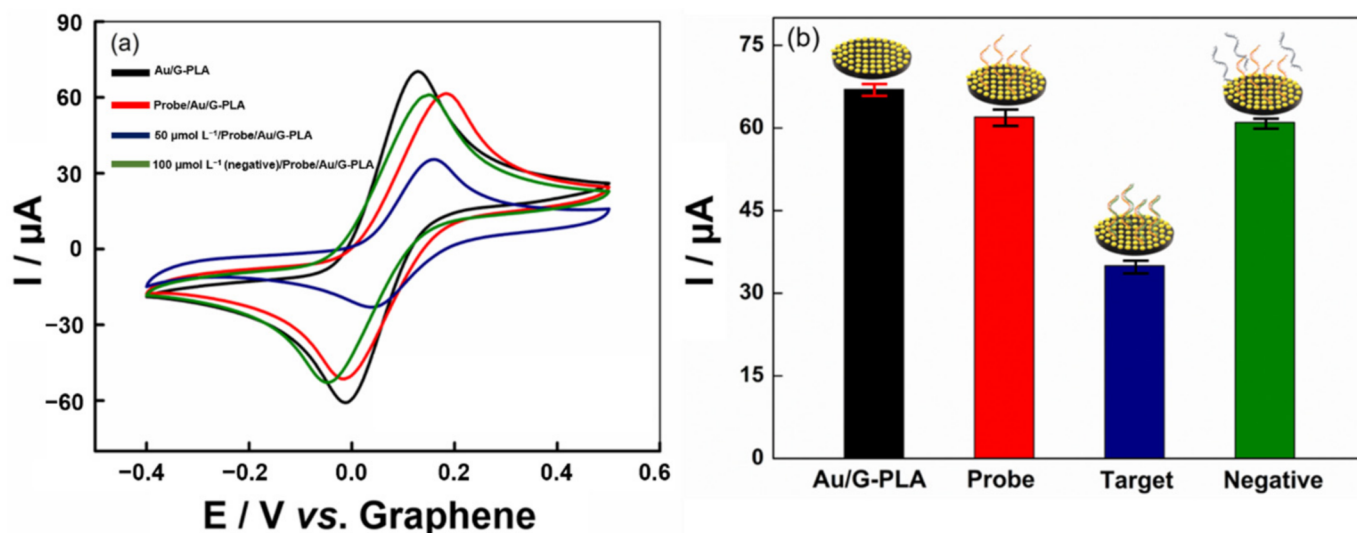 (a)
Au/G-PLA
Probe/Au/G-PLA
50 µmol L⁻¹/Probe/Au/G-PLA
100 µmol L⁻¹ (negative)/Probe/Au/G-PLA
90
60
30
0
−30
−60
I / µA
−0.4 −0.2 0.0 0.2 0.4 0.6
E / V vs. Graphene
(b)
75
60
45
30
15
0
I / µA
Au/G-PLA Probe Target Negative